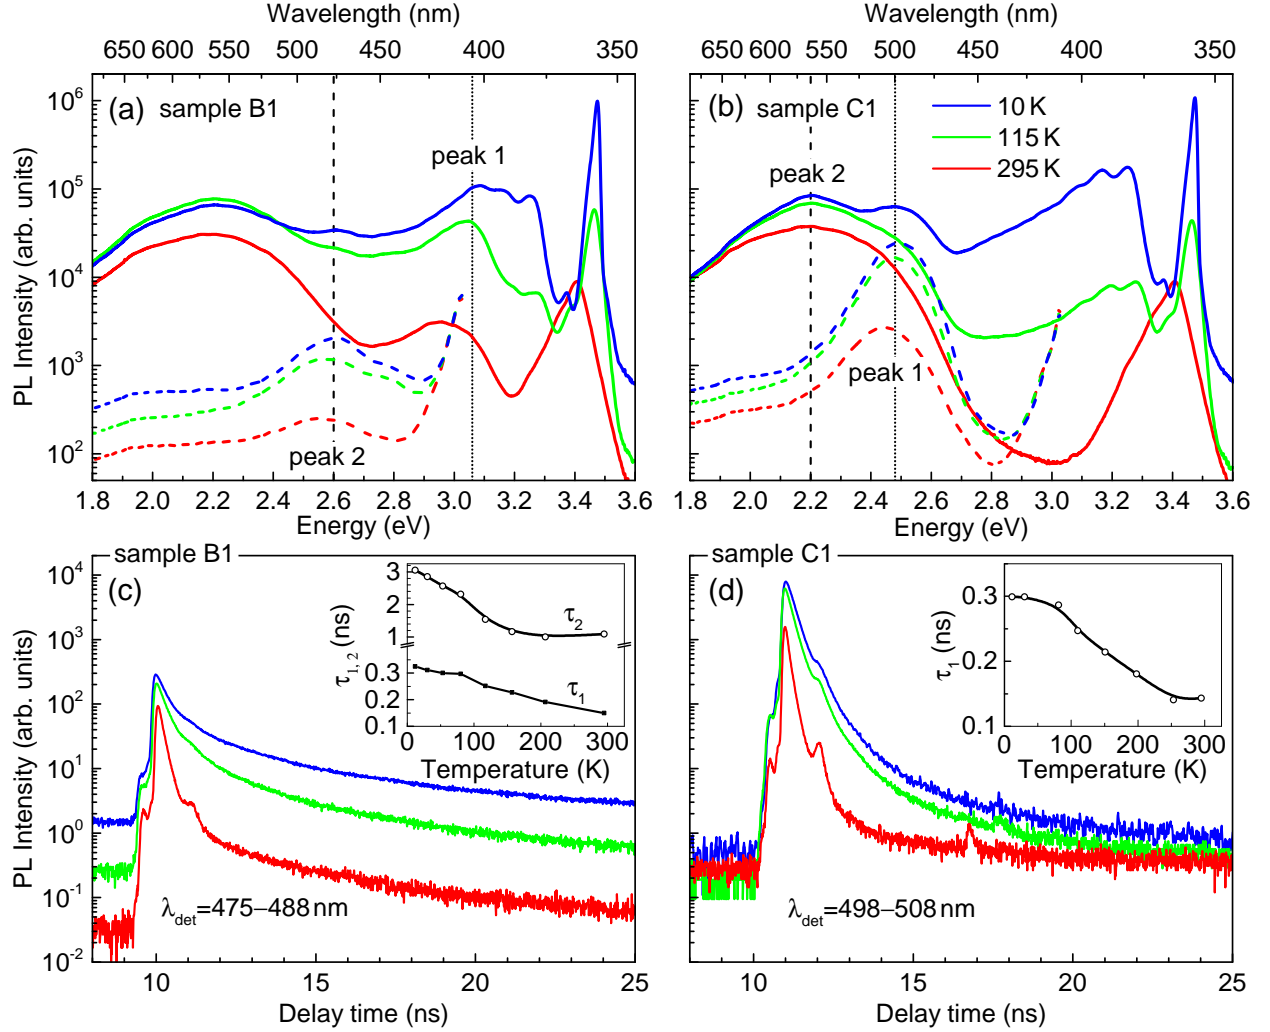 Wavelength (nm)
Wavelength (nm)
650 600 550 500 450 400 350
650 600 550 500 450 400 350
PL Intensity (arb. units)
10^6
10^5
10^4
10^3
10^2
(a) sample B1
peak 1
peak 2
1.8 2.0 2.2 2.4 2.6 2.8 3.0 3.2 3.4 3.6
Energy (eV)
(b) sample C1
10 K
115 K
295 K
peak 2
peak 1
1.8 2.0 2.2 2.4 2.6 2.8 3.0 3.2 3.4 3.6
Energy (eV)
sample B1
(c)
PL Intensity (arb. units)
10^4
10^3
10^2
10^1
10^0
10^-1
10^-2
τ1, 2 (ns)
3
2
1
0.3
0.2
0.1
τ2
τ1
0 100 200 300
Temperature (K)
λdet=475–488 nm
10 15 20 25
Delay time (ns)
sample C1
(d)
τ1 (ns)
0.3
0.2
0.1
0 100 200 300
Temperature (K)
λdet=498–508 nm
10 15 20 25
Delay time (ns)